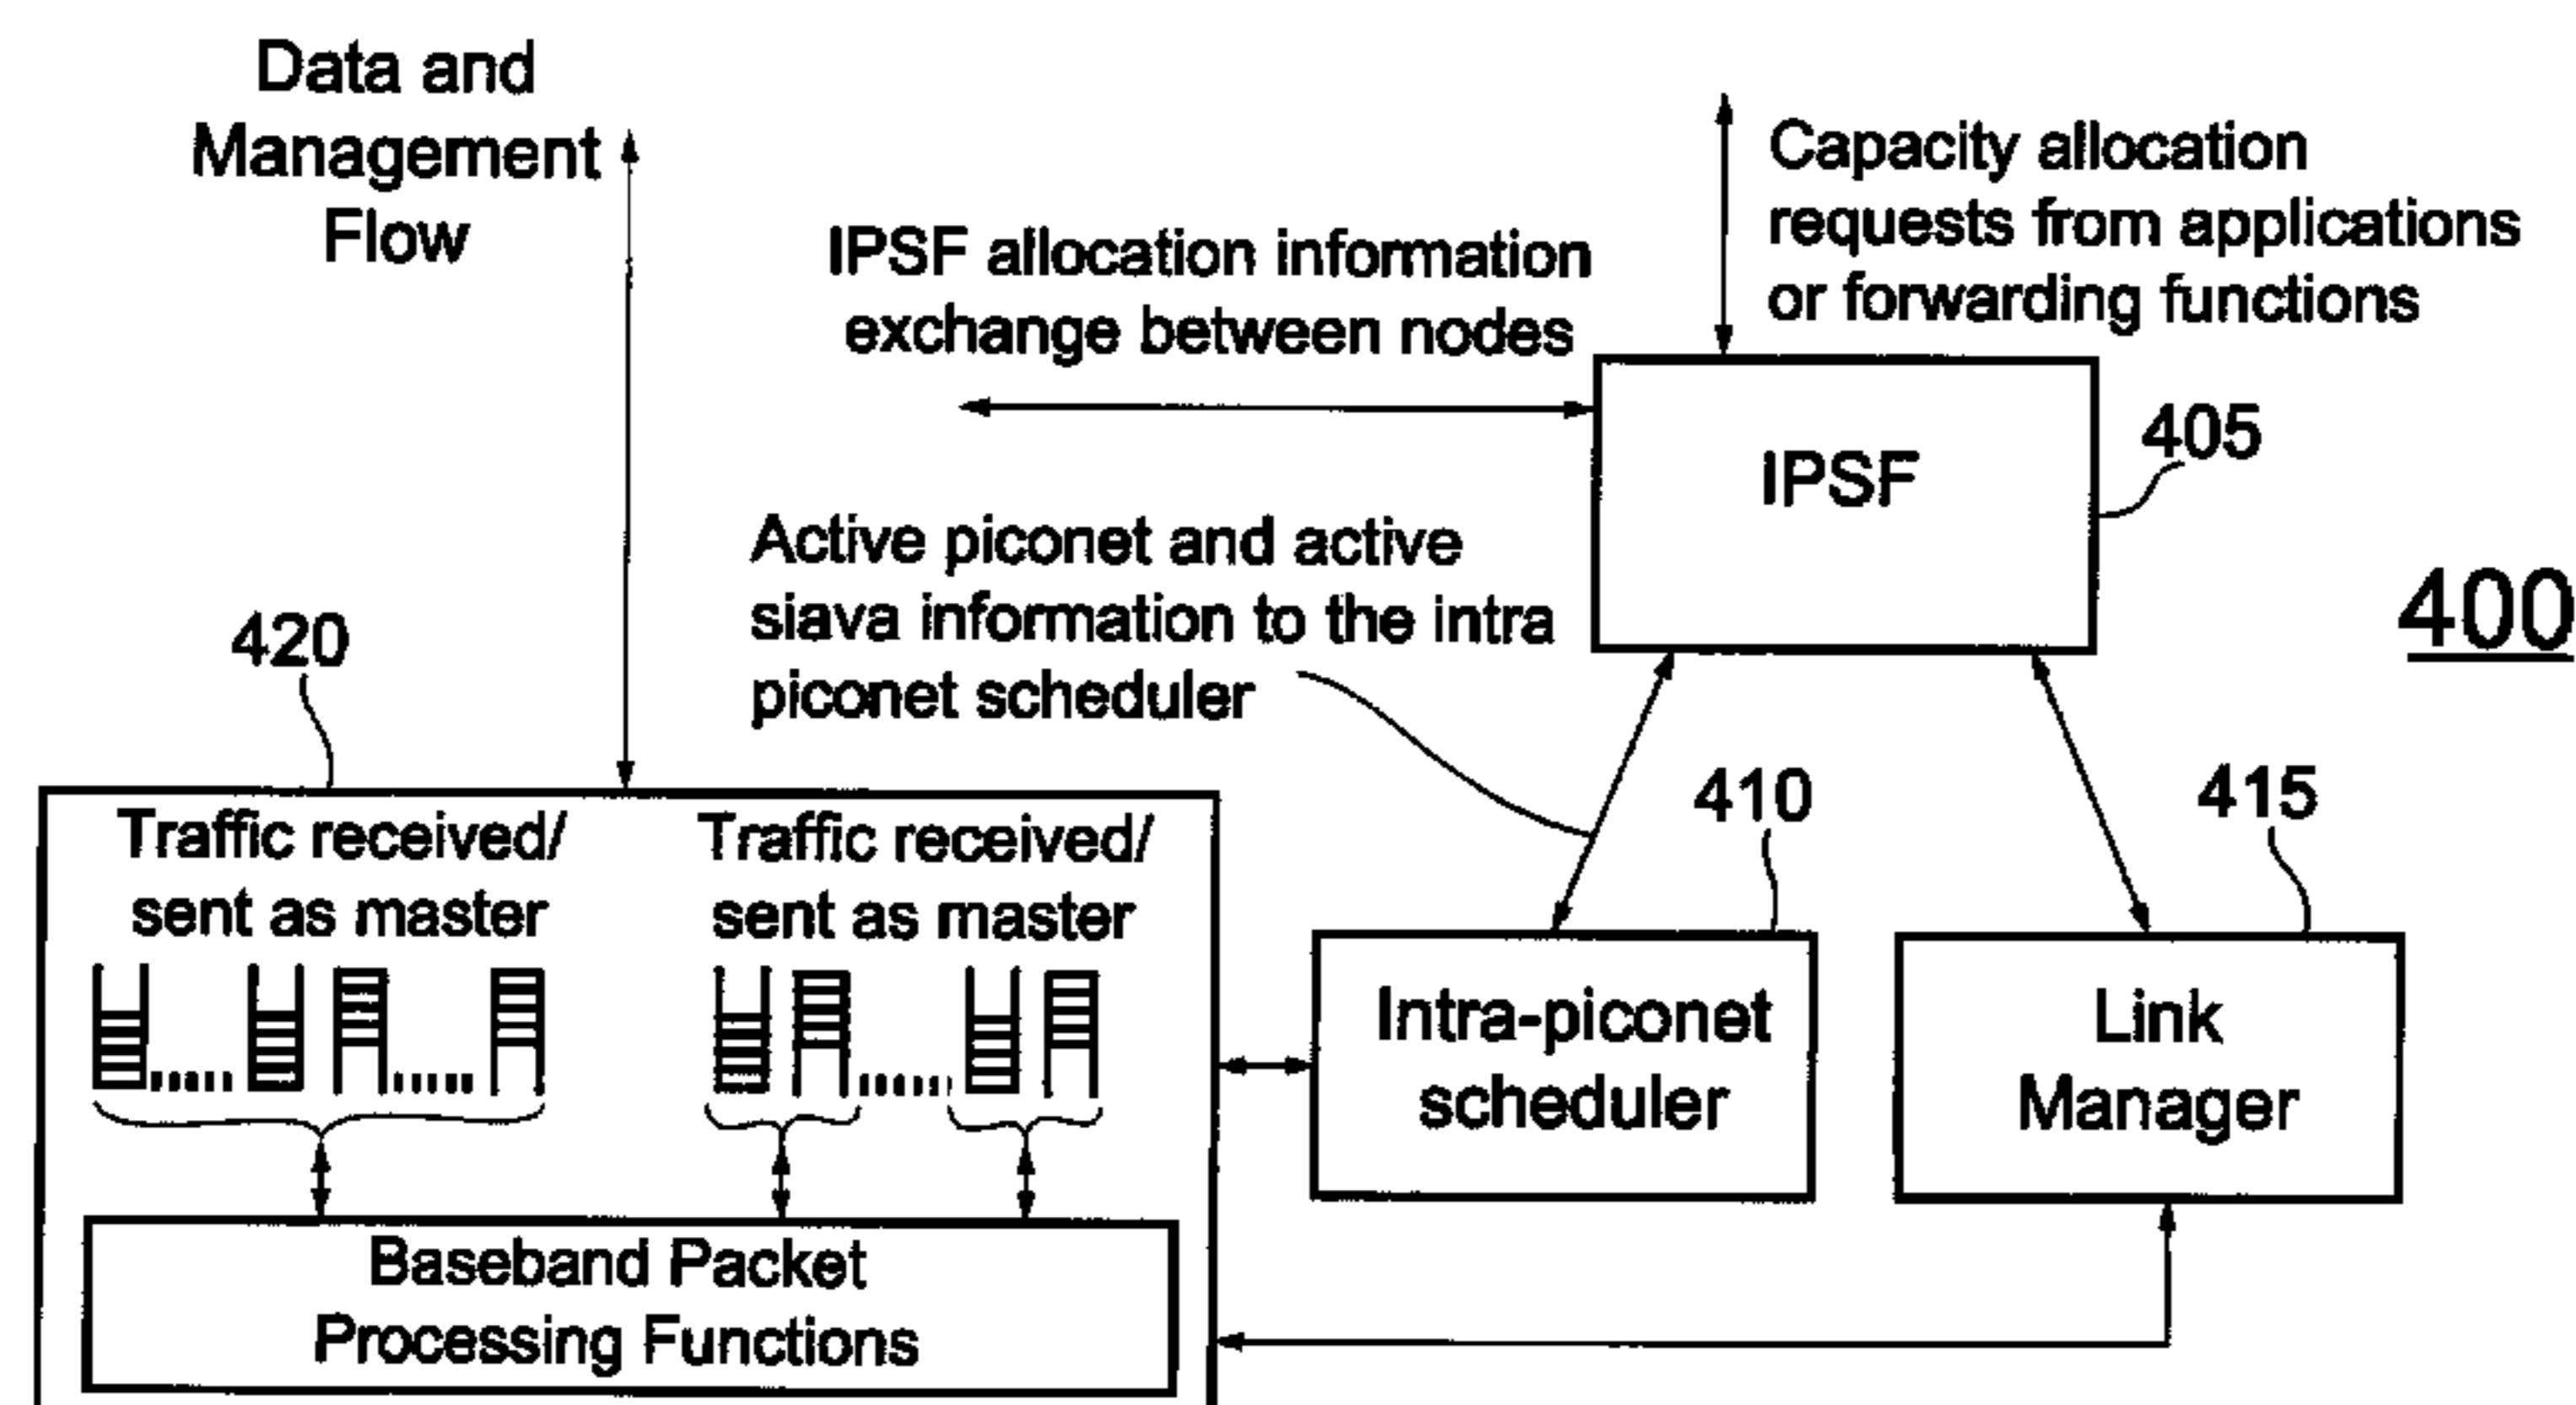 Data and
Management
Flow
Capacity allocation
requests from applications
or forwarding functions
IPSF allocation information
exchange between nodes
IPSF
405
400
Active piconet and active
siava information to the intra
piconet scheduler
420
410
415
Traffic received/
sent as master
Traffic received/
sent as master
Intra-piconet
scheduler
Link
Manager
Baseband Packet
Processing Functions